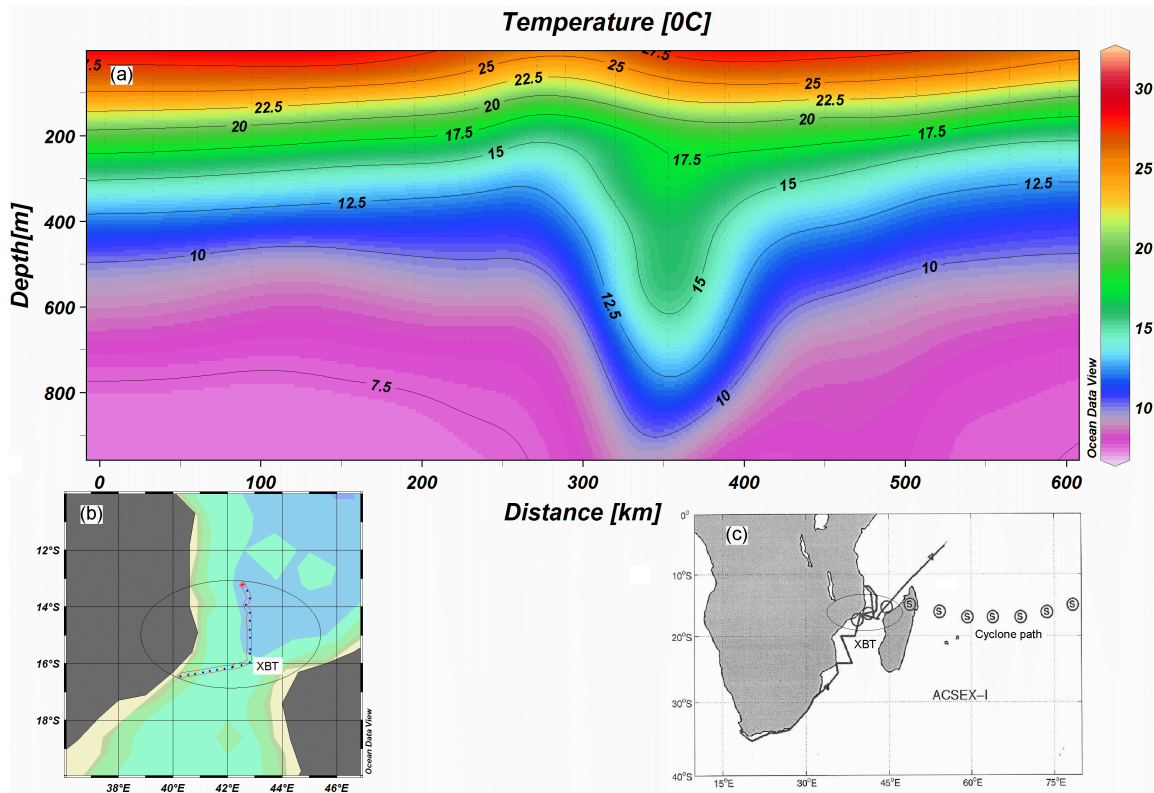 Temperature [0C]
(a)
7.5
27.5
25
25
22.5
22.5
22.5
20
20
20
17.5
17.5
17.5
15
15
15
12.5
12.5
12.5
10
10
10
7.5
200
400
600
800
Depth[m]
0
100
200
300
400
500
600
Distance [km]
30
25
20
15
10
Ocean Data View
(b)
12°S
14°S
16°S
18°S
XBT
38°E
40°E
42°E
44°E
46°E
Ocean Data View
(c)
0°
10°S
20°S
30°S
40°S
S S S S S S S
XBT
Cyclone path
ACSEX-I
15°E
30°E
45°E
60°E
75°E